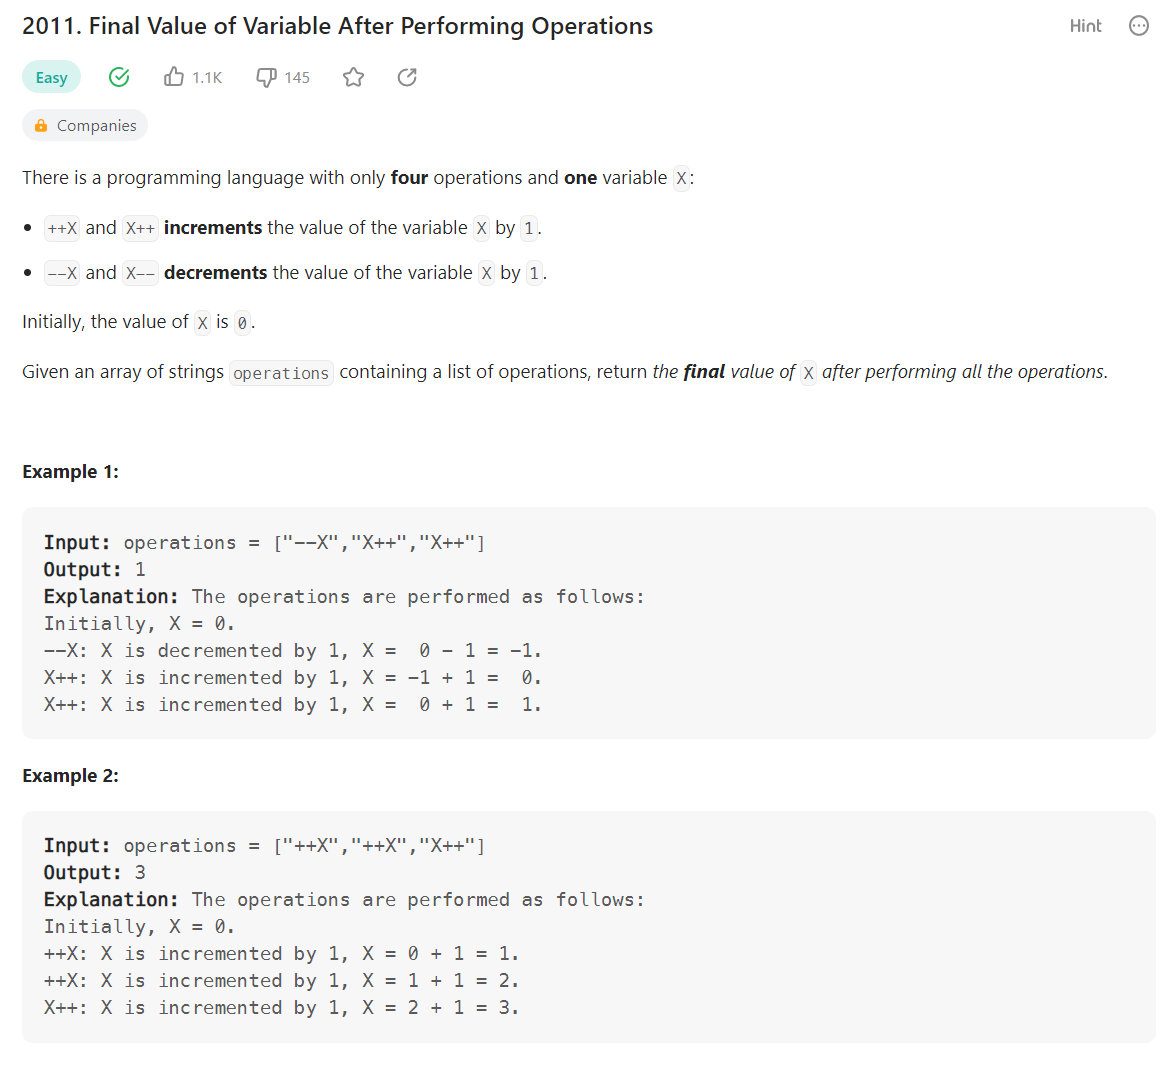 2011. Final Value of Variable After Performing Operations
Hint
Easy
1.1K
145
Companies
There is a programming language with only four operations and one variable X:
• ++X and X++ increments the value of the variable X by 1.
• --X and X-- decrements the value of the variable X by 1.
Initially, the value of X is 0.
Given an array of strings operations containing a list of operations, return the final value of X after performing all the operations.
Example 1:
Input: operations = ["--X","X++","X++"]
Output: 1
Explanation: The operations are performed as follows:
Initially, X = 0.
--X: X is decremented by 1, X =  0 - 1 = -1.
X++: X is incremented by 1, X = -1 + 1 =  0.
X++: X is incremented by 1, X =  0 + 1 =  1.
Example 2:
Input: operations = ["++X","++X","X++"]
Output: 3
Explanation: The operations are performed as follows:
Initially, X = 0.
++X: X is incremented by 1, X = 0 + 1 = 1.
++X: X is incremented by 1, X = 1 + 1 = 2.
X++: X is incremented by 1, X = 2 + 1 = 3.